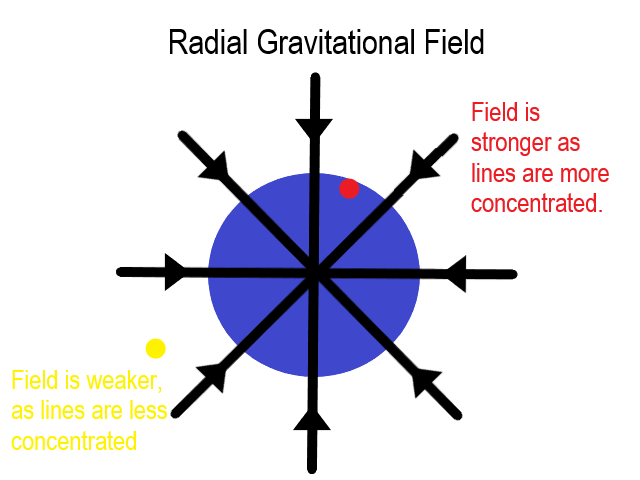 Radial Gravitational Field
Field is
stronger as
lines are more
concentrated.
Field is weaker,
as lines are less
concentrated